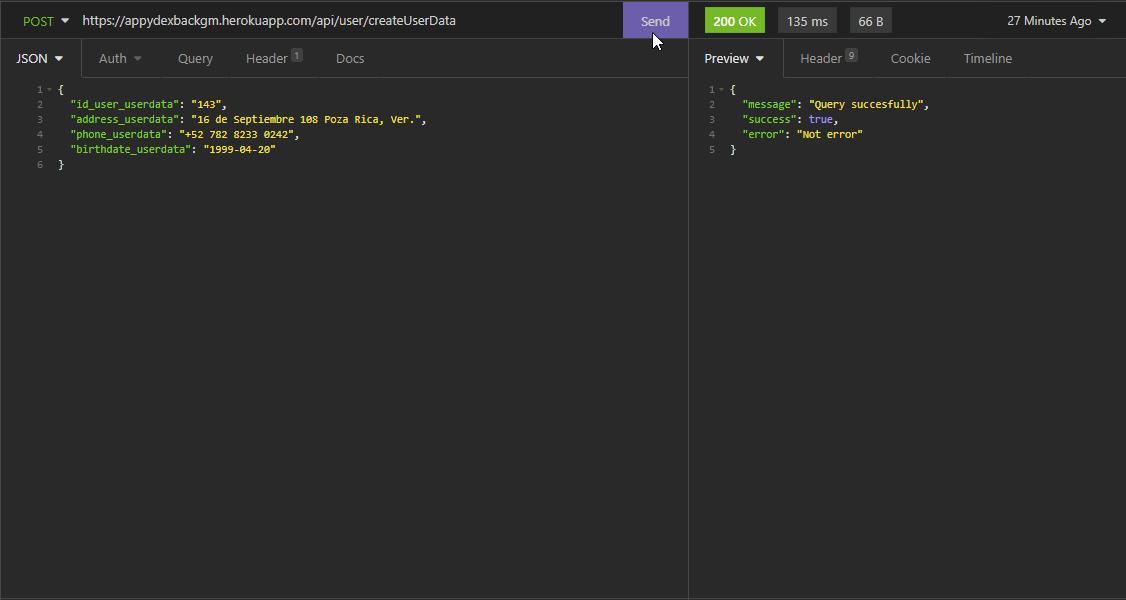 POST https://appydexbackgm.herokuapp.com/api/user/createUserData Send 200 OK 135 ms 66 B 27 Minutes Ago
JSON Auth Query Header 1 Docs Preview Header 9 Cookie Timeline
1 {
2 "id_user_userdata": "143",
3 "address_userdata": "16 de Septiembre 108 Poza Rica, Ver.",
4 "phone_userdata": "+52 782 8233 0242",
5 "birthdate_userdata": "1999-04-20"
6 }
1 {
2 "message": "Query succesfully",
3 "success": true,
4 "error": "Not error"
5 }